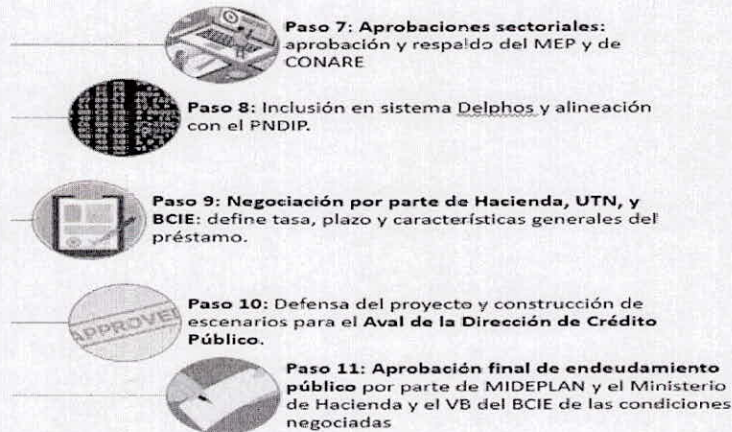 Paso 7: Aprobaciones sectoriales:
aprobación y respaldo del MEP y de
CONARE
Paso 8: Inclusión en sistema Delphos y alineación
con el PNDIP.
Paso 9: Negociación por parte de Hacienda, UTN, y
BCIE: define tasa, plazo y características generales del
préstamo.
APPROVED
Paso 10: Defensa del proyecto y construcción de
escenarios para el Aval de la Dirección de Crédito
Público.
Paso 11: Aprobación final de endeudamiento
público por parte de MIDEPLAN y el Ministerio
de Hacienda y el VB del BCIE de las condiciones
negociadas